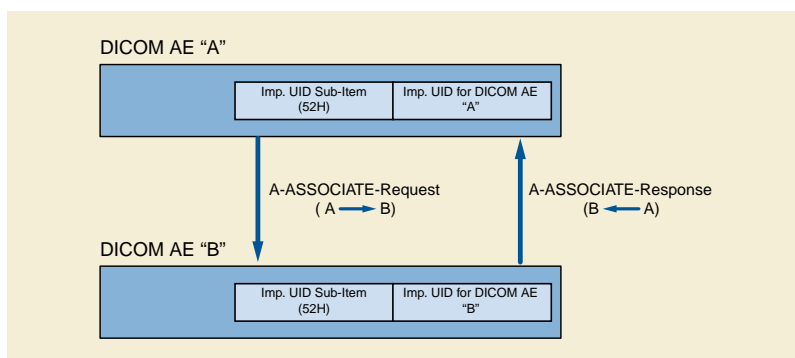 DICOM AE “A”
Imp. UID Sub-Item
(52H)
Imp. UID for DICOM AE
“A”
A-ASSOCIATE-Request
( A B)
A-ASSOCIATE-Response
(B A)
DICOM AE “B”
Imp. UID Sub-Item
(52H)
Imp. UID for DICOM AE
“B”